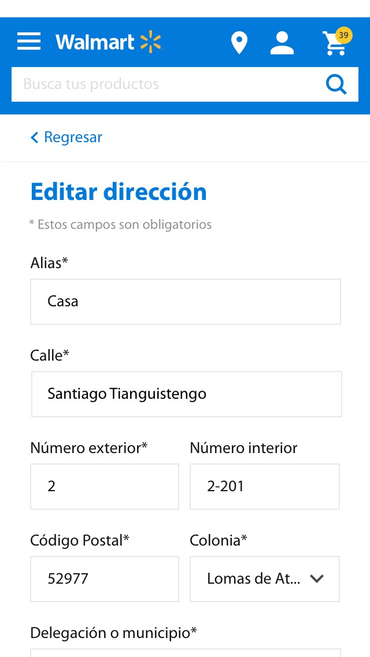 Walmart
39
Busca tus productos
Regresar
Editar dirección
* Estos campos son obligatorios
Alias*
Casa
Calle*
Santiago Tianguistengo
Número exterior* Número interior
2 2-201
Código Postal* Colonia*
52977 Lomas de At...
Delegación o municipio*